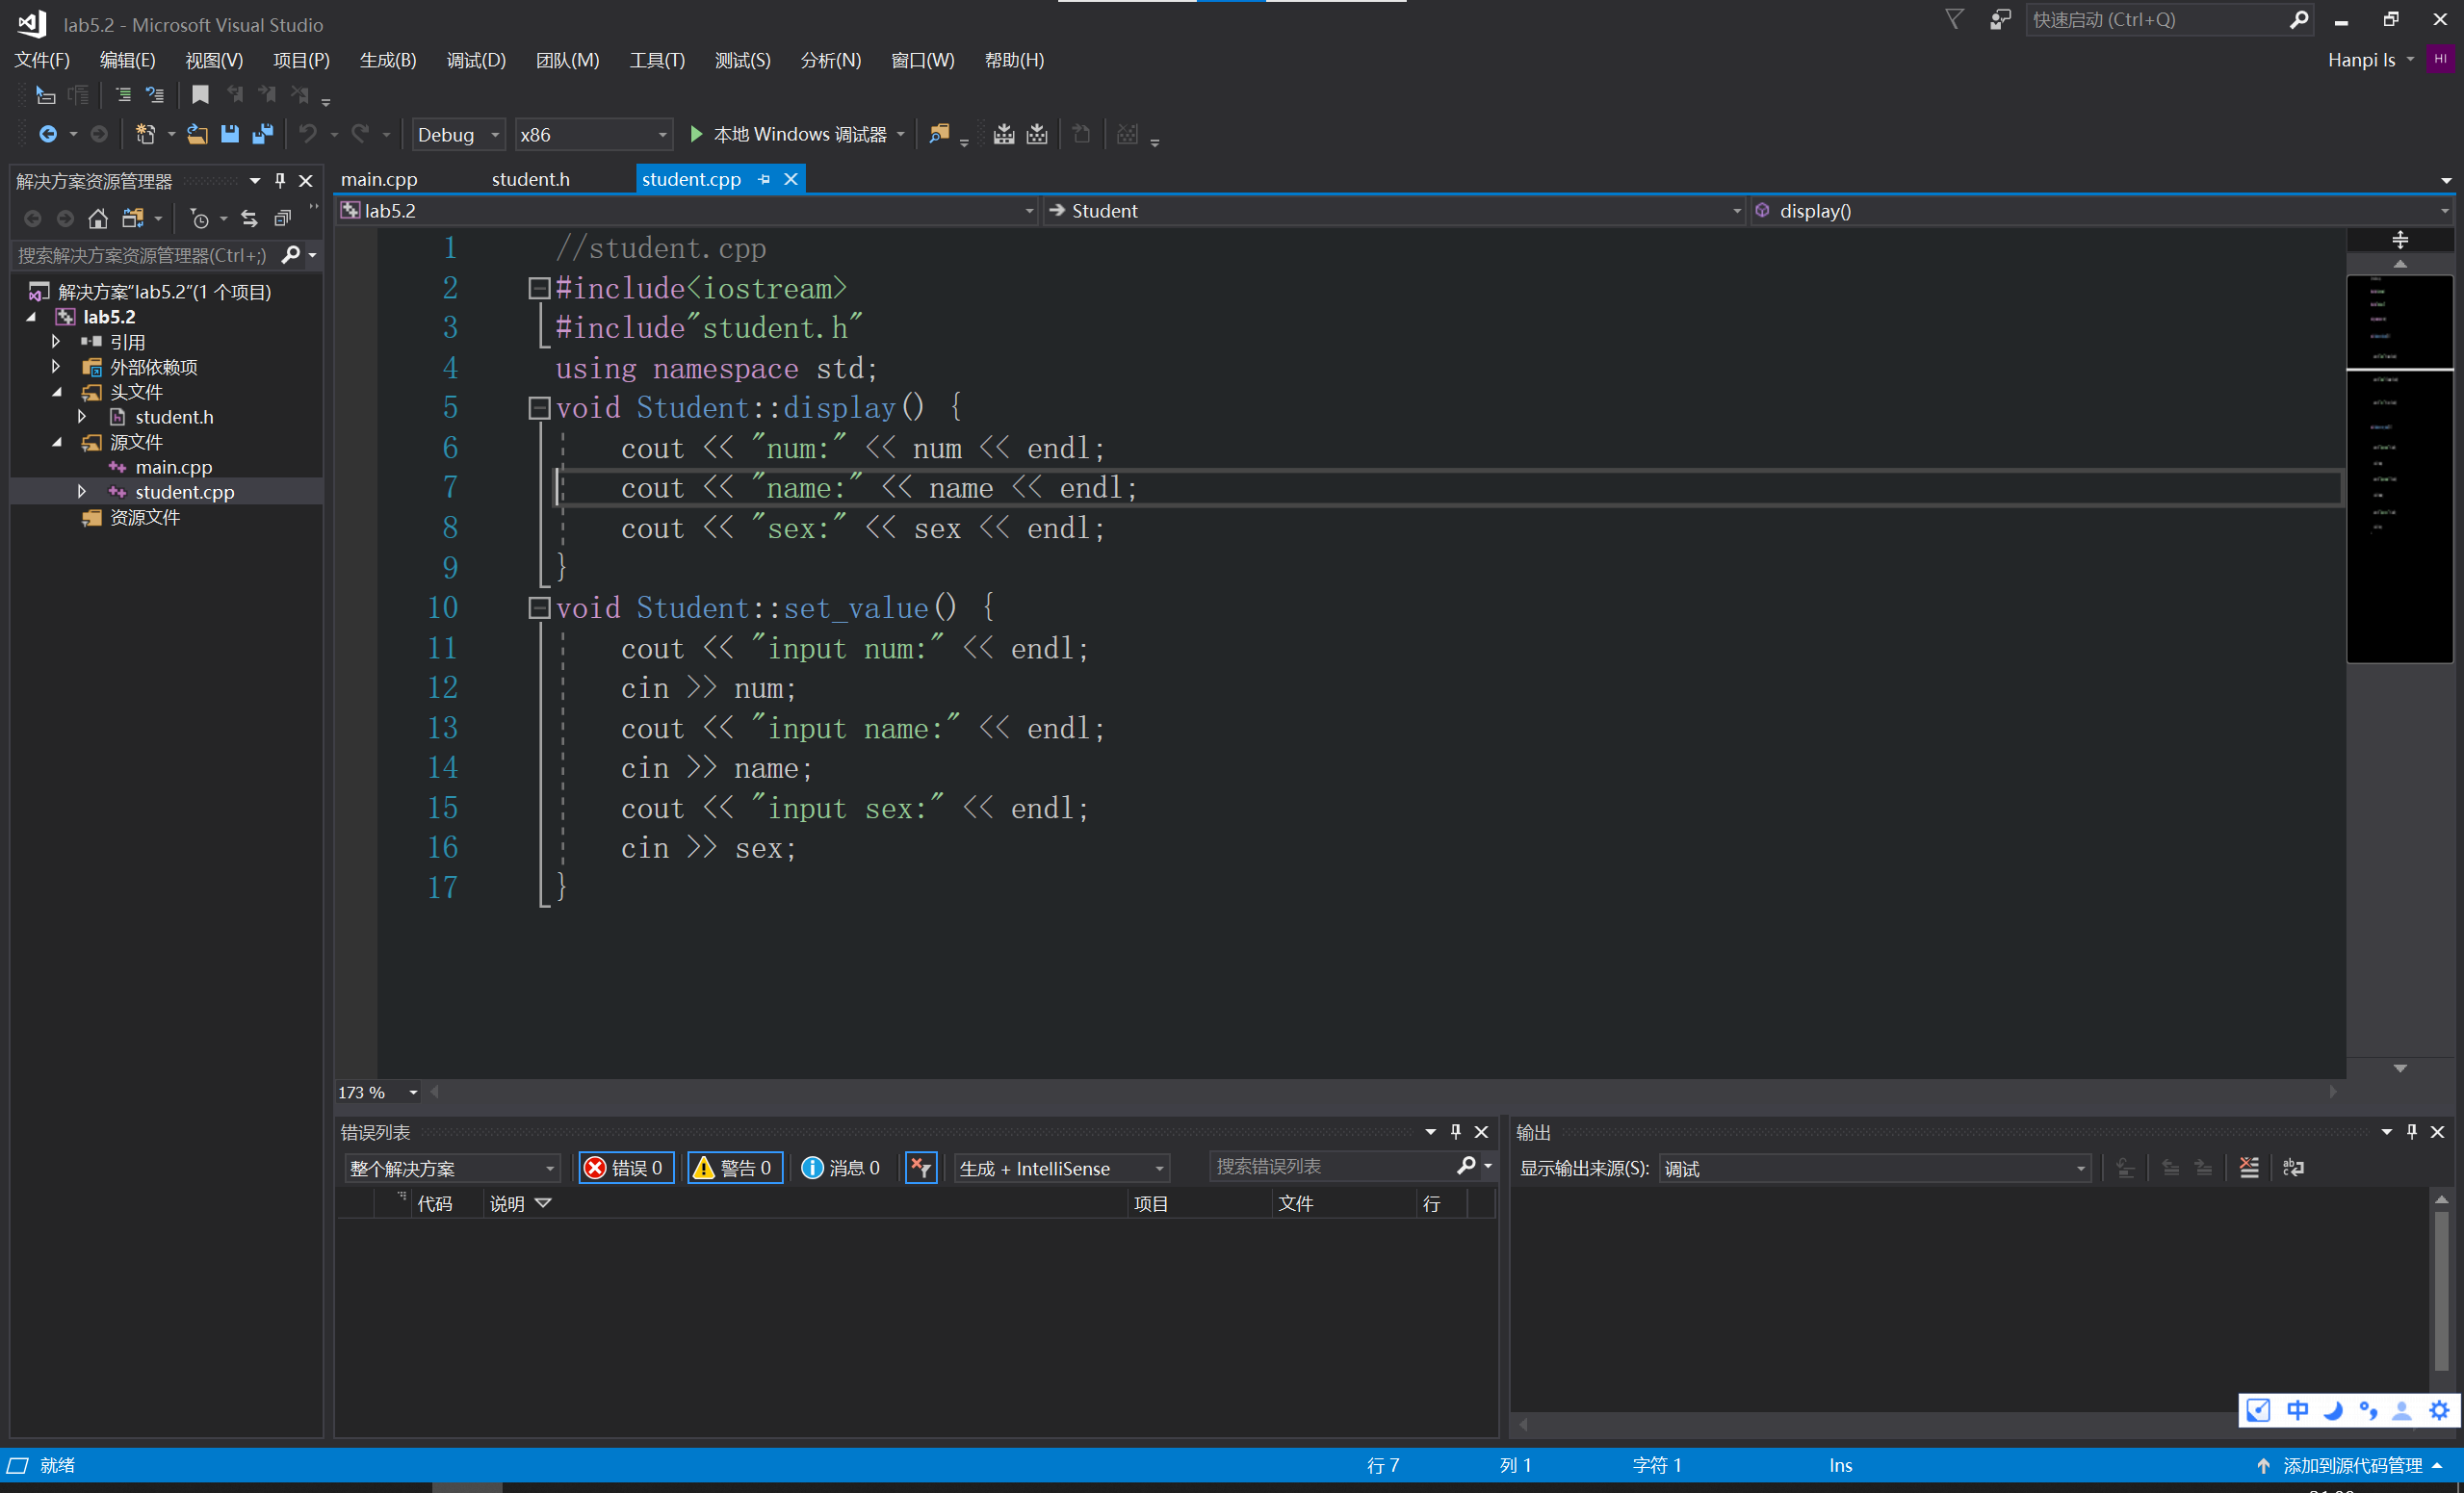 lab5.2 - Microsoft Visual Studio
快速启动 (Ctrl+Q)
文件(F) 编辑(E) 视图(V) 项目(P) 生成(B) 调试(D) 团队(M) 工具(T) 测试(S) 分析(N) 窗口(W) 帮助(H)
Hanpi ls HI
Debug x86 本地 Windows 调试器
解决方案资源管理器
main.cpp student.h student.cpp
lab5.2 Student display()
搜索解决方案资源管理器(Ctrl+;)
解决方案"lab5.2"(1 个项目)
lab5.2
引用
外部依赖项
头文件
student.h
源文件
main.cpp
student.cpp
资源文件
1 //student.cpp
2 #include<iostream>
3 #include"student.h"
4 using namespace std;
5 void Student::display() {
6 cout << "num:" << num << endl;
7 cout << "name:" << name << endl;
8 cout << "sex:" << sex << endl;
9 }
10 void Student::set_value() {
11 cout << "input num:" << endl;
12 cin >> num;
13 cout << "input name:" << endl;
14 cin >> name;
15 cout << "input sex:" << endl;
16 cin >> sex;
17 }
173 %
错误列表
整个解决方案 错误 0 警告 0 消息 0 生成 + IntelliSense 搜索错误列表
代码 说明 项目 文件 行
输出
显示输出来源(S): 调试
中
就绪 行 7 列 1 字符 1 Ins 添加到源代码管理